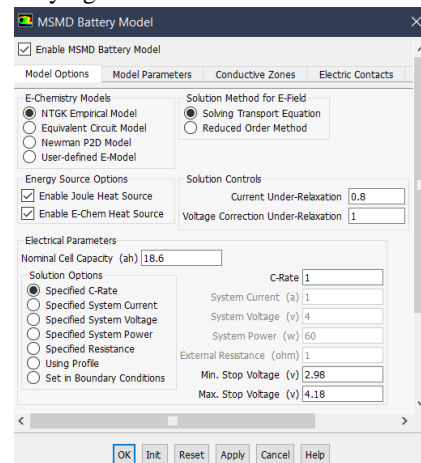 MSMD Battery Model
Enable MSMD Battery Model
Model Options Model Parameters Conductive Zones Electric Contacts
E-Chemistry Models
NTGK Empirical Model
Equivalent Circuit Model
Newman P2D Model
User-defined E-Model
Solution Method for E-Field
Solving Transport Equation
Reduced Order Method
Energy Source Options
Enable Joule Heat Source
Enable E-Chem Heat Source
Solution Controls
Current Under-Relaxation 0.8
Voltage Correction Under-Relaxation 1
Electrical Parameters
Nominal Cell Capacity (ah) 18.6
Solution Options
Specified C-Rate
Specified System Current
Specified System Voltage
Specified System Power
Specified Resistance
Using Profile
Set in Boundary Conditions
C-Rate 1
System Current (a) 1
System Voltage (v) 4
System Power (w) 60
External Resistance (ohm) 1
Min. Stop Voltage (v) 2.98
Max. Stop Voltage (v) 4.18
OK Init Reset Apply Cancel Help